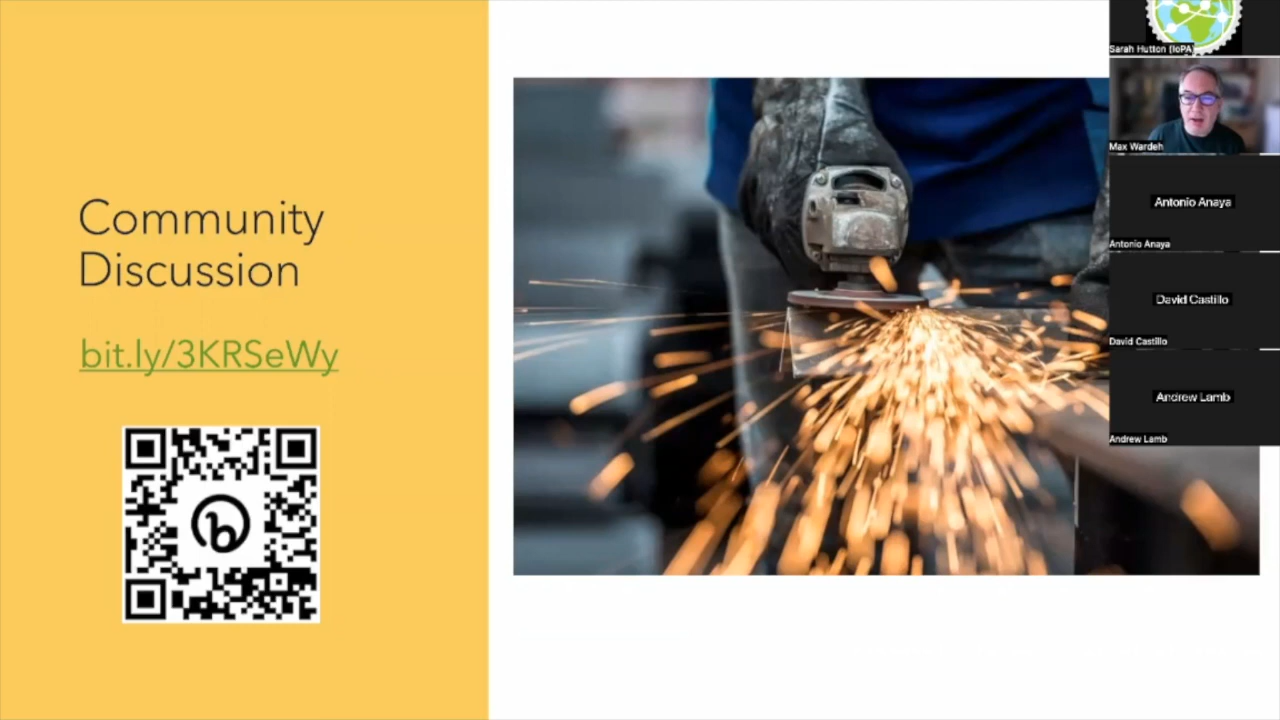 Community
Discussion
bit.ly/3KRSeWy
Sarah Hutton (IoPA)
Max Wardeh
Antonio Anaya
Antonio Anaya
David Castillo
David Castillo
Andrew Lamb
Andrew Lamb